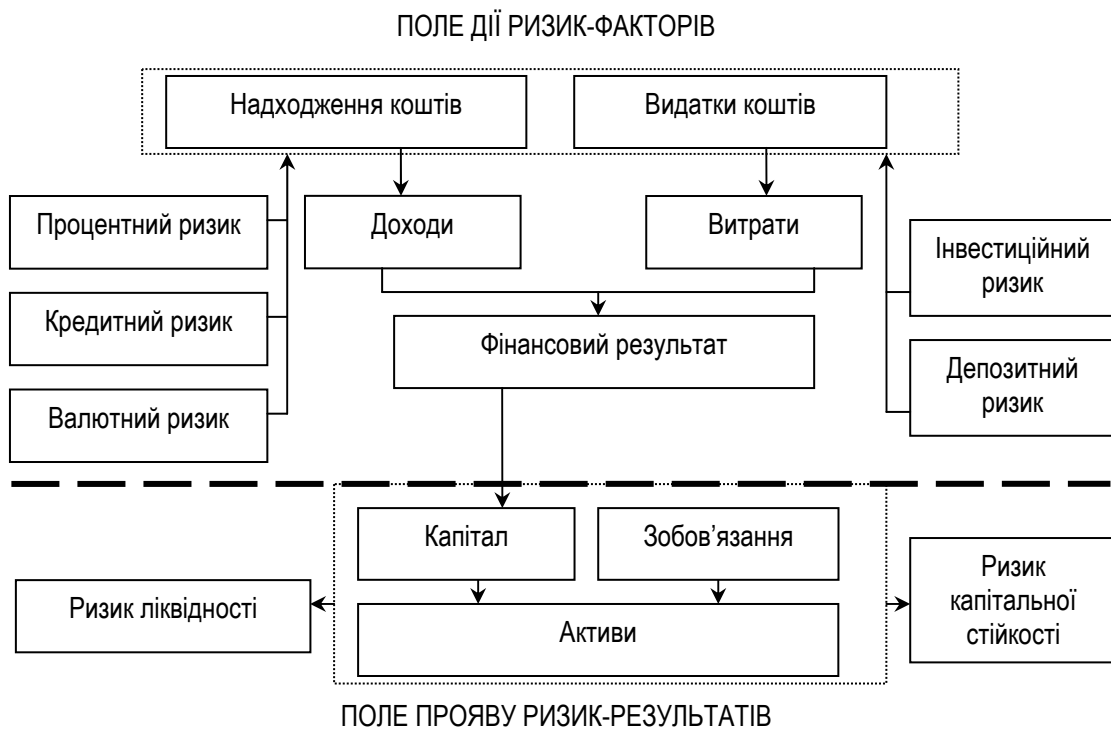 ПОЛЕ ДІЇ РИЗИК-ФАКТОРІВ
Надходження коштів
Видатки коштів
Процентний ризик
Доходи
Витрати
Інвестиційний
ризик
Кредитний ризик
Фінансовий результат
Депозитний
ризик
Валютний ризик
Капітал
Зобов’язання
Ризик ліквідності
Ризик
капітальної
стійкості
Активи
ПОЛЕ ПРОЯВУ РИЗИК-РЕЗУЛЬТАТІВ